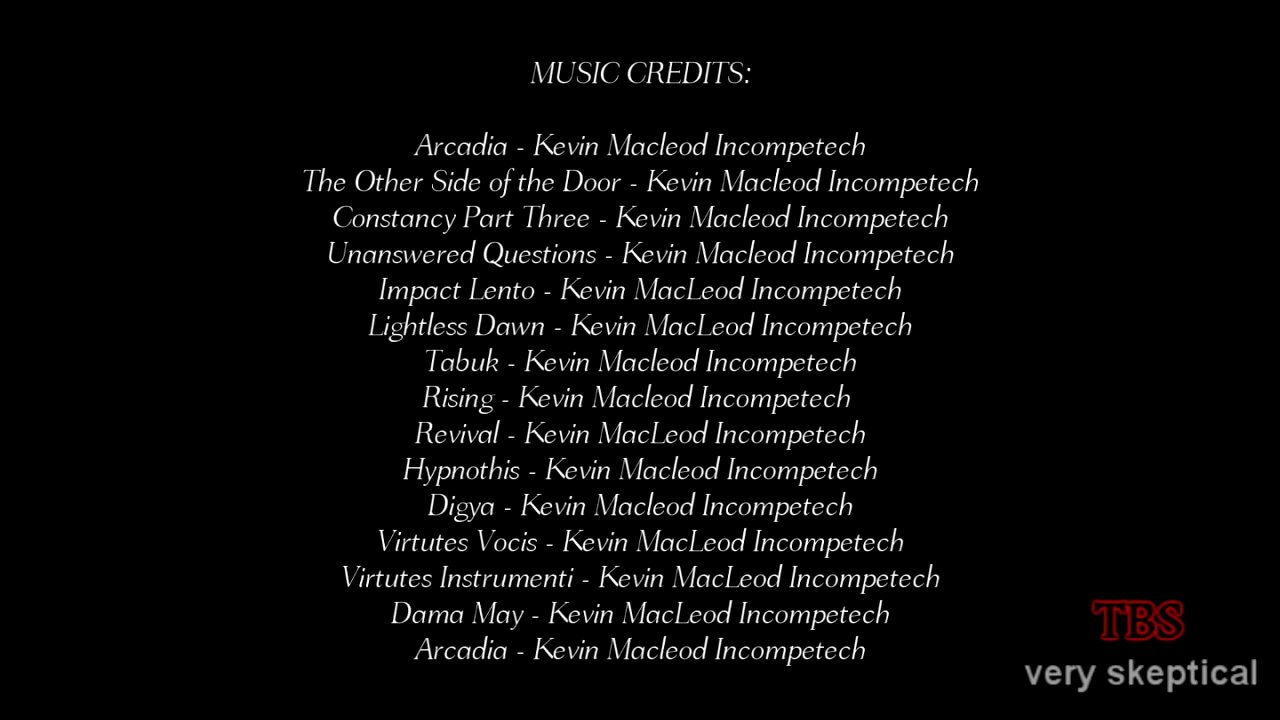 MUSIC CREDITS:
Arcadia - Kevin Macleod Incompetech
The Other Side of the Door - Kevin Macleod Incompetech
Constancy Part Three - Kevin Macleod Incompetech
Unanswered Questions - Kevin Macleod Incompetech
Impact Lento - Kevin MacLeod Incompetech
Lightless Dawn - Kevin MacLeod Incompetech
Tabuk - Kevin Macleod Incompetech
Rising - Kevin Macleod Incompetech
Revival - Kevin MacLeod Incompetech
Hypnothis - Kevin Macleod Incompetech
Digya - Kevin Macleod Incompetech
Virtutes Vocis - Kevin MacLeod Incompetech
Virtutes Instrumenti - Kevin MacLeod Incompetech
Dama May - Kevin MacLeod Incompetech
Arcadia - Kevin Macleod Incompetech
TBS
very skeptical